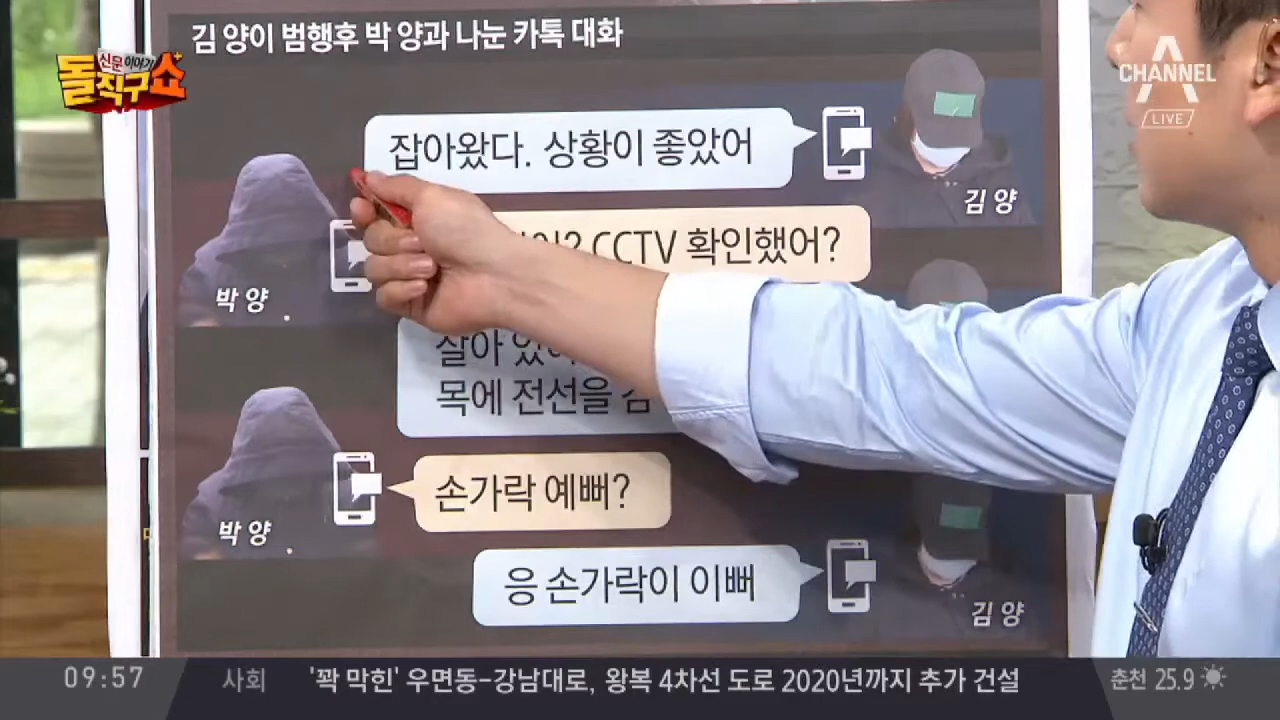 김 양이 범행후 박 양과 나눈 카톡 대화
신문이야기
돌직구쇼+
CHANNEL A
LIVE
잡아왔다. 상황이 좋았어
김 양
CCTV 확인했어?
박 양
살아 있어
목에 전선을 감
손가락 예뻐?
박 양
응 손가락이 이뻐
김 양
09:57 사회 '꽉 막힌' 우면동-강남대로, 왕복 4차선 도로 2020년까지 추가 건설 춘천 25.9